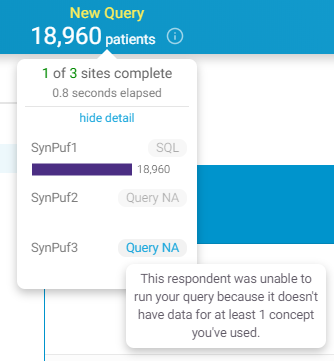 New Query
18,960 patients
1 of 3 sites complete
0.8 seconds elapsed
hide detail
SynPuf1 SQL
18,960
SynPuf2 Query NA
SynPuf3 Query NA
This respondent was unable to
run your query because it doesn't
have data for at least 1 concept
you've used.